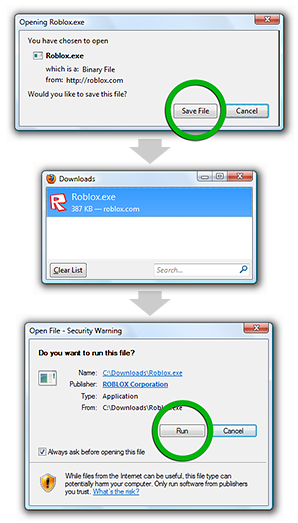 Opening Roblox.exe
You have chosen to open
Roblox.exe
which is a: Binary File
from: http://roblox.com
Would you like to save this file?
Save File
Cancel
Downloads
Roblox.exe
387 KB — roblox.com
Clear List
Search...
Open File - Security Warning
Do you want to run this file?
Name: C:\Downloads\Roblox.exe
Publisher: ROBLOX Corporation
Type: Application
From: C:\Downloads\Roblox.exe
Run
Cancel
Always ask before opening this file
While files from the Internet can be useful, this file type can
potentially harm your computer. Only run software from publishers
you trust. What's the risk?